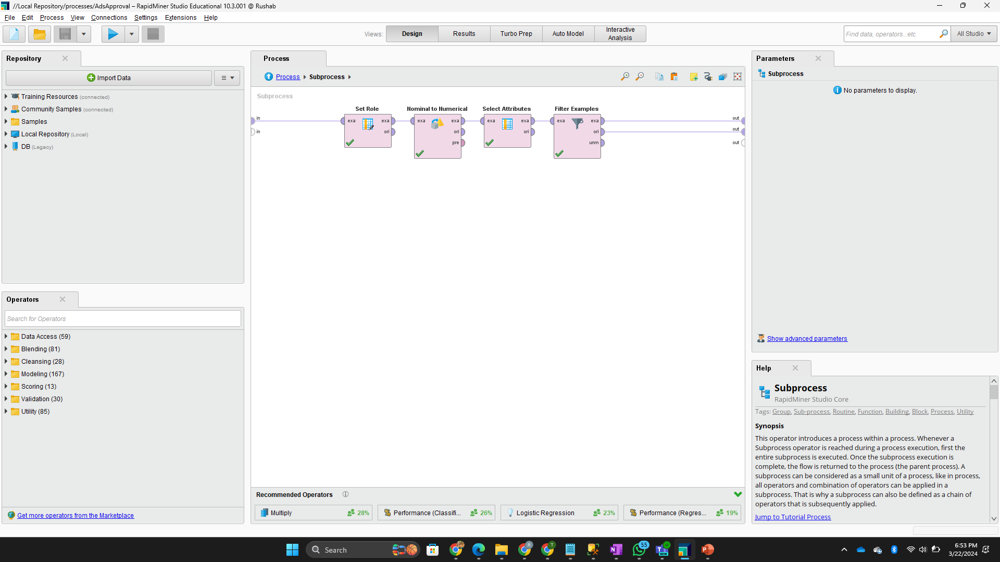 //Local Repository/processes/AdsApproval – RapidMiner Studio Educational 10.3.001 @ Rushab
File Edit Process View Connections Settings Extensions Help
Views: Design Results Turbo Prep Auto Model Interactive Analysis
Find data, operators...etc All Studio
Repository
Import Data
Training Resources (connected)
Community Samples (connected)
Samples
Local Repository (Local)
DB (Legacy)
Operators
Search for Operators
Data Access (59)
Blending (81)
Cleansing (28)
Modeling (167)
Scoring (13)
Validation (30)
Utility (85)
Get more operators from the Marketplace
Process
Process Subprocess
Subprocess
Set Role Nominal to Numerical Select Attributes Filter Examples
in exa exa exa exa exa exa exa exa out
in ori ori ori ori out
pre unm out
Recommended Operators
Multiply 28% Performance (Classifi... 26% Logistic Regression 23% Performance (Regres... 19%
Parameters
Subprocess
No parameters to display.
Show advanced parameters
Help
Subprocess
RapidMiner Studio Core
Tags: Group, Sub-process, Routine, Function, Building, Block, Process, Utility
Synopsis
This operator introduces a process within a process. Whenever a
Subprocess operator is reached during a process execution, first the
entire subprocess is executed. Once the subprocess execution is
complete, the flow is returned to the process (the parent process). A
subprocess can be considered as a small unit of a process, like in process,
all operators and combination of operators can be applied in a
subprocess. That is why a subprocess can also be defined as a chain of
operators that is subsequently applied.
Jump to Tutorial Process
Search
R
T
55
NEW
P
6:53 PM
3/22/2024